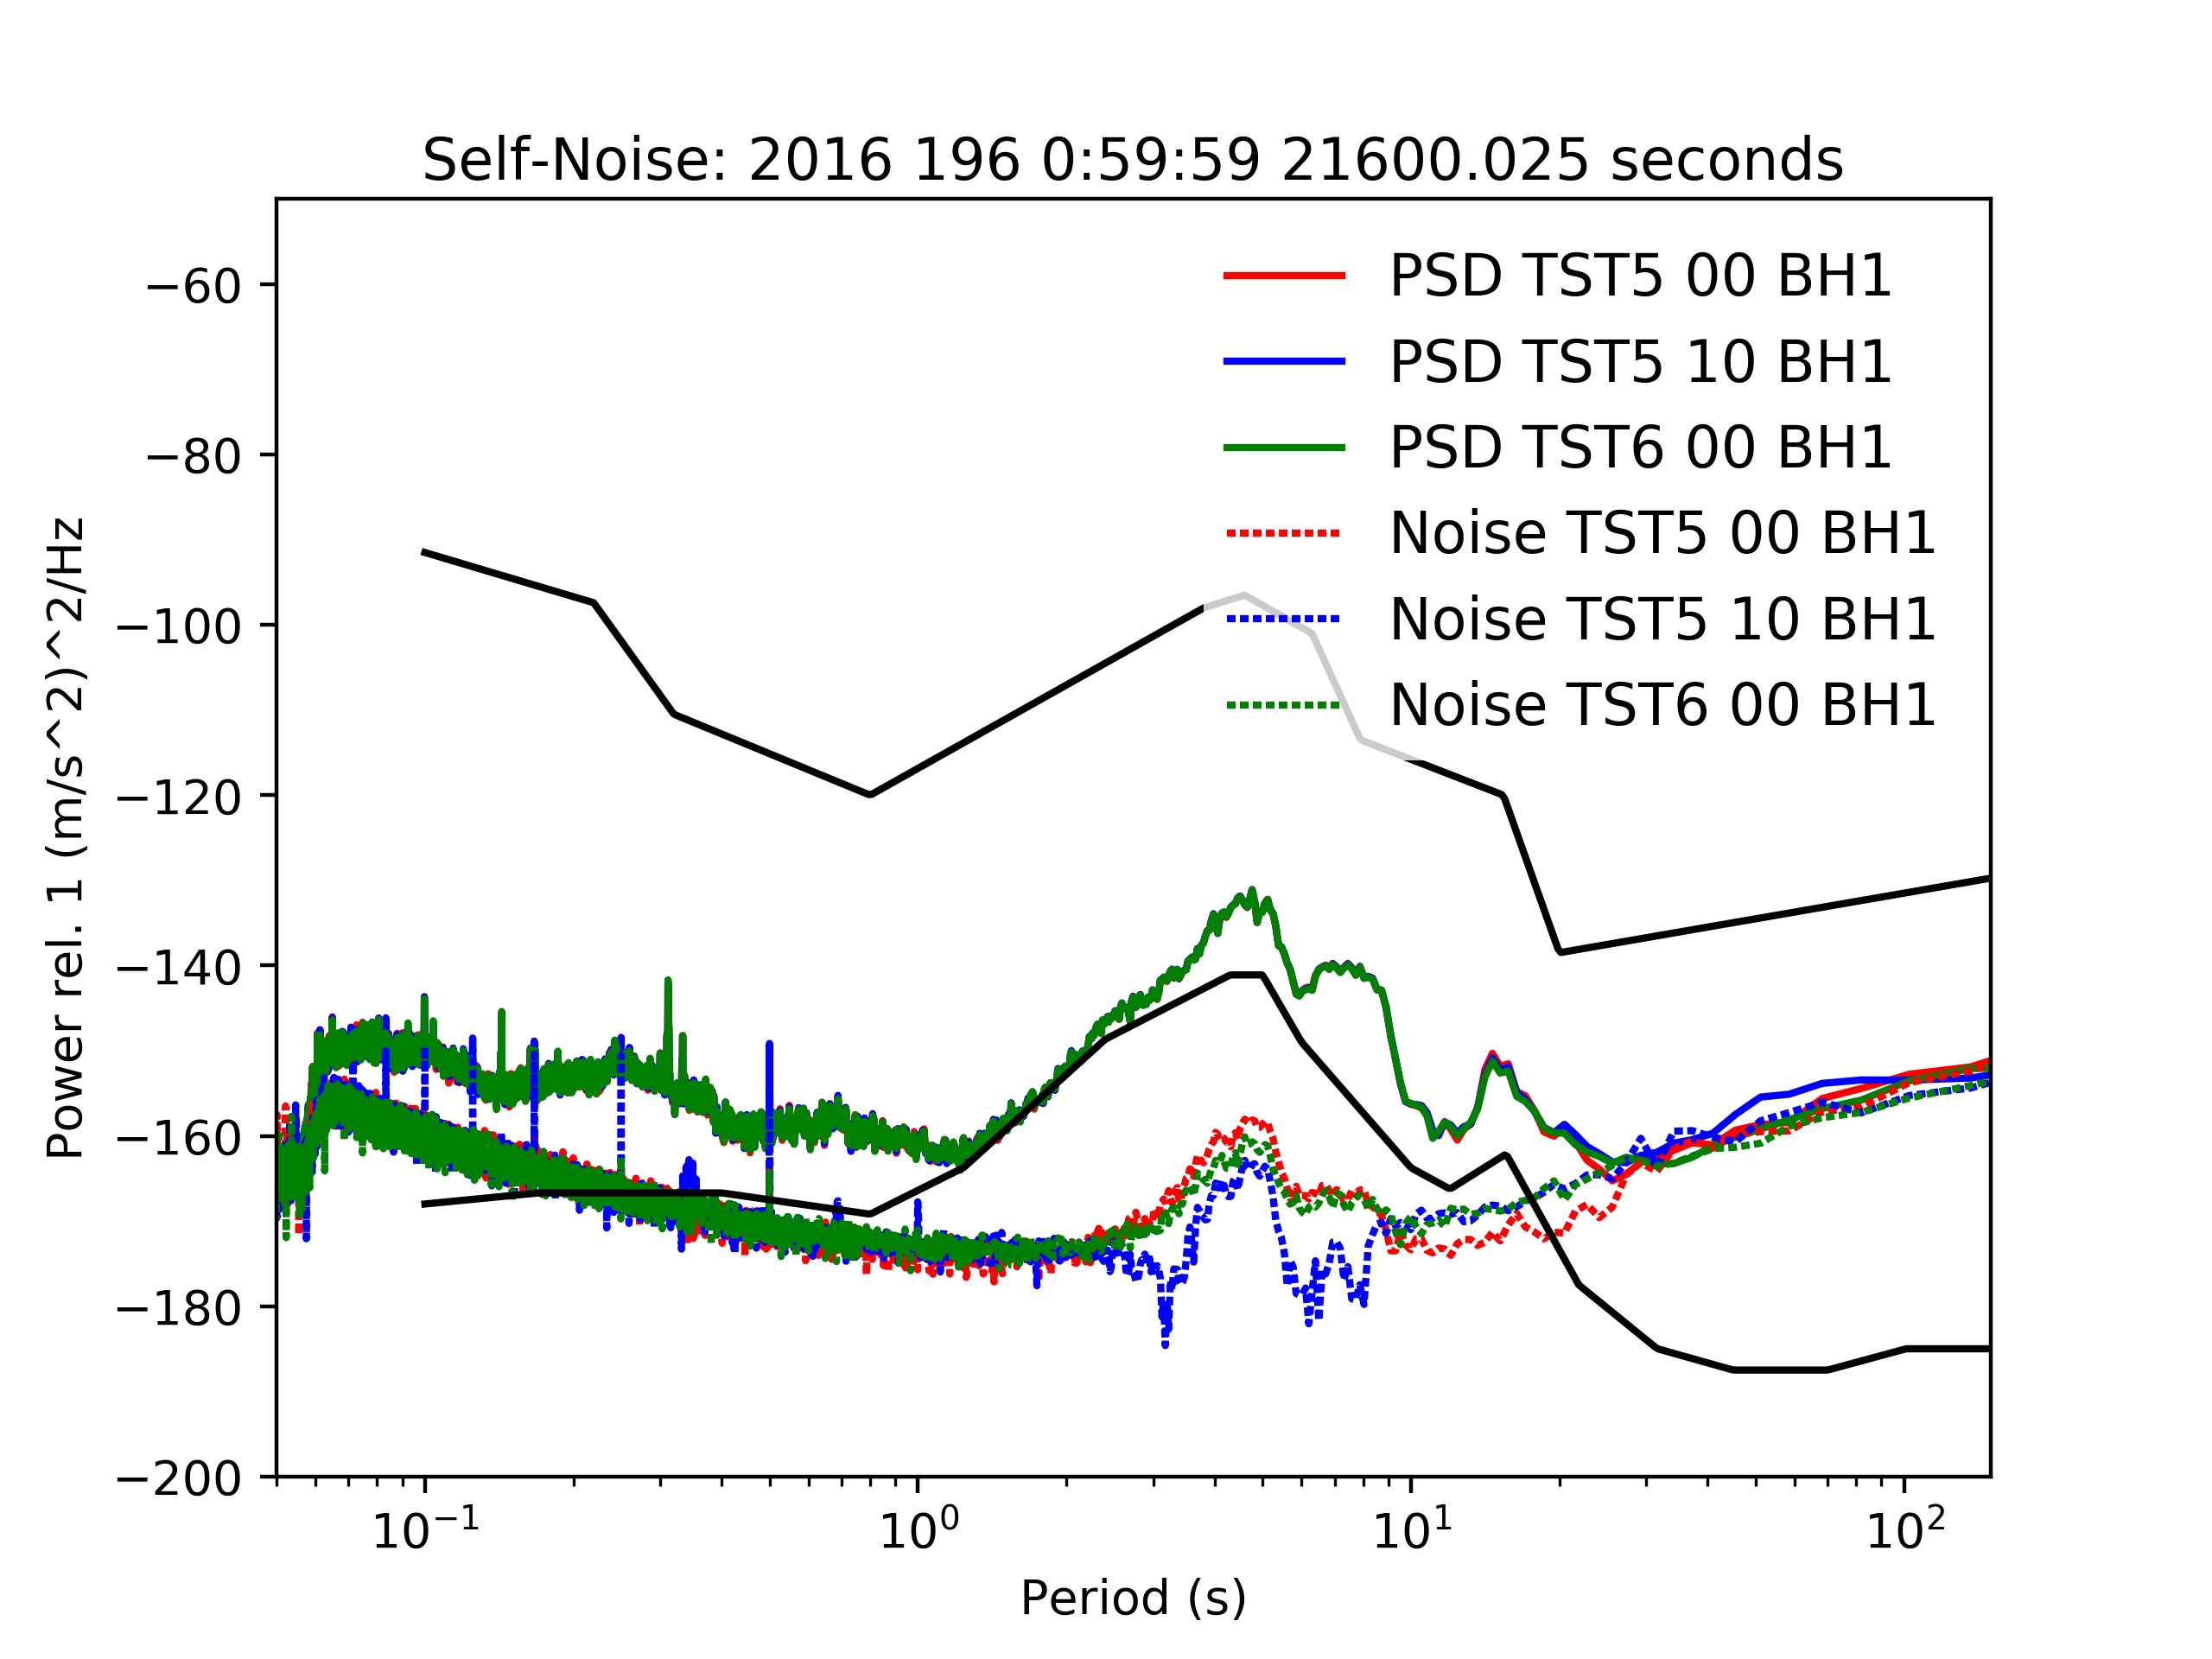 Self-Noise: 2016 196 0:59:59 21600.025 seconds
PSD TST5 00 BH1
PSD TST5 10 BH1
PSD TST6 00 BH1
Noise TST5 00 BH1
Noise TST5 10 BH1
Noise TST6 00 BH1
Power rel. 1 (m/s^2)^2/Hz
−60
−80
−100
−120
−140
−160
−180
−200
10⁻¹ 10⁰ 10¹ 10²
Period (s)